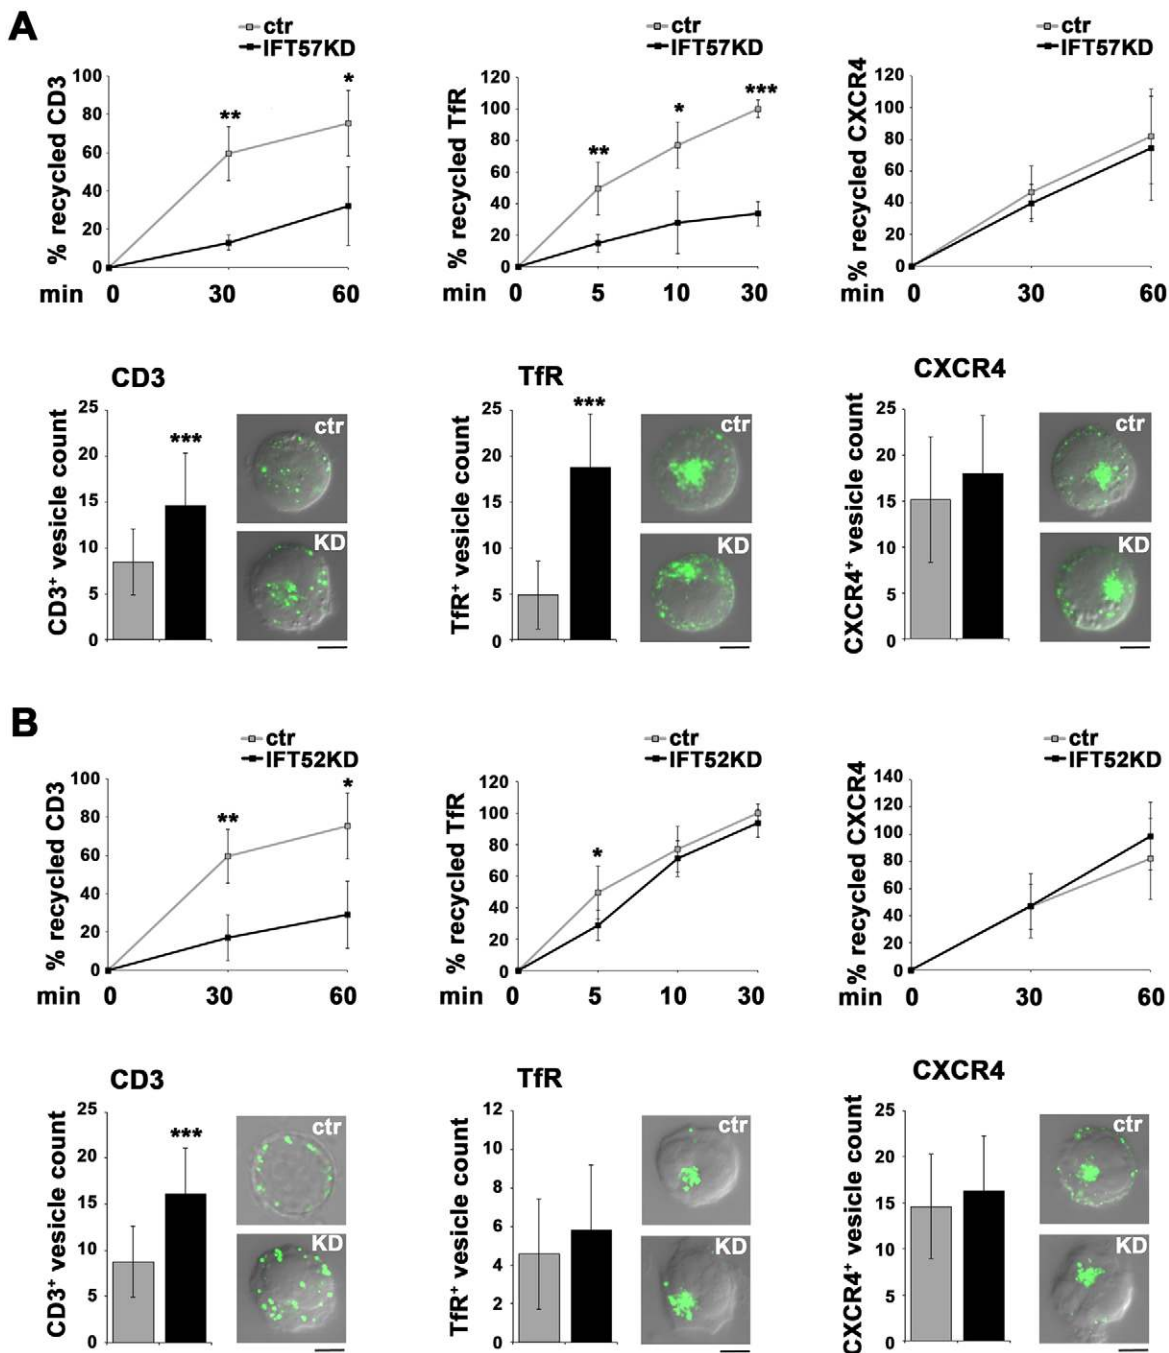 A
ctr
IFT57KD
% recycled CD3
100
80
60
40
20
0
**
*
min 0 30 60
ctr
IFT57KD
% recycled TfR
120
100
80
60
40
20
0
**
*
***
min 0 5 10 30
ctr
IFT57KD
% recycled CXCR4
120
100
80
60
40
20
0
min 0 30 60
CD3
CD3+ vesicle count
25
20
15
10
5
0
***
ctr
KD
TfR
TfR+ vesicle count
25
20
15
10
5
0
***
ctr
KD
CXCR4
CXCR4+ vesicle count
25
20
15
10
5
0
ctr
KD
B
ctr
IFT52KD
% recycled CD3
100
80
60
40
20
0
**
*
min 0 30 60
ctr
IFT52KD
% recycled TfR
120
100
80
60
40
20
0
*
min 0 5 10 30
ctr
IFT52KD
% recycled CXCR4
140
120
100
80
60
40
20
0
min 0 30 60
CD3
CD3+ vesicle count
25
20
15
10
5
0
***
ctr
KD
TfR
TfR+ vesicle count
12
10
8
6
4
2
0
ctr
KD
CXCR4
CXCR4+ vesicle count
25
20
15
10
5
0
ctr
KD